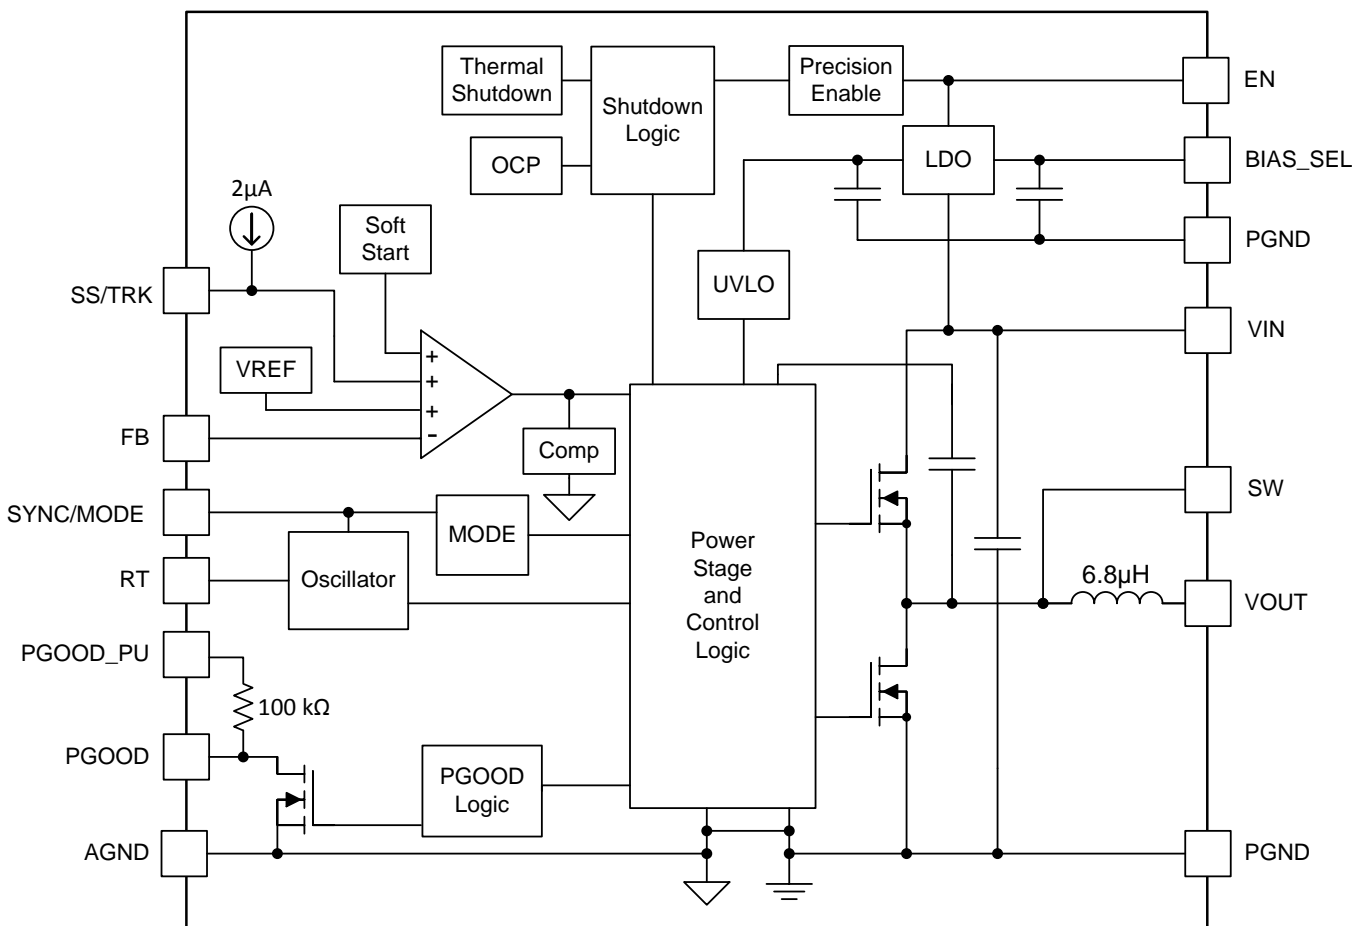 Thermal
Shutdown
Shutdown
Logic
Precision
Enable
EN
OCP
LDO
BIAS_SEL
2µA
Soft
Start
PGND
UVLO
SS/TRK
VIN
VREF
+
+
+
-
FB
Comp
SYNC/MODE
MODE
SW
Power
Stage
and
Control
Logic
RT
Oscillator
6.8µH
VOUT
PGOOD_PU
100 kΩ
PGOOD
PGOOD
Logic
AGND
PGND